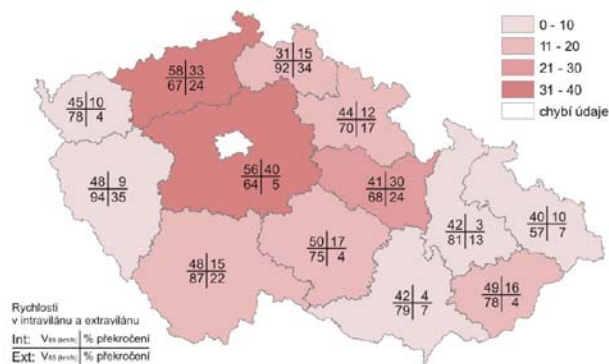 0 - 10
11 - 20
21 - 30
31 - 40
chybí údaje
58 33
67 24
31 15
92 34
45 10
78 4
44 12
70 17
56 40
64 5
41 30
68 24
48 9
94 35
42 3
81 13
40 10
57 7
50 17
75 4
48 15
87 22
49 16
78 4
42 4
79 7
Rychlosti
v intravilánu a extravilánu
Int: V85 (km/h) % překročení
Ext: V85 (km/h) % překročení